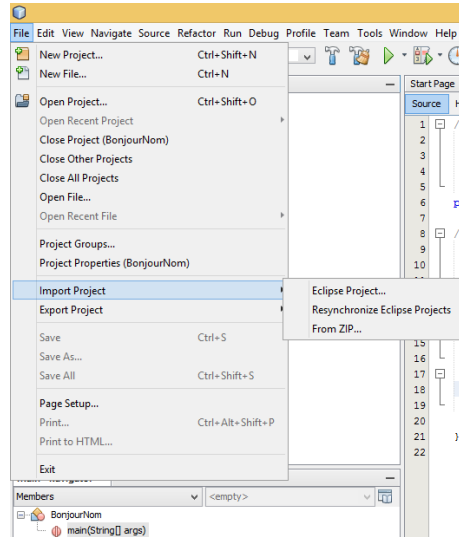 File Edit View Navigate Source Refactor Run Debug Profile Team Tools Window Help
New Project... Ctrl+Shift+N
New File... Ctrl+N
Open Project... Ctrl+Shift+O
Open Recent Project
Close Project (BonjourNom)
Close Other Projects
Close All Projects
Open File...
Open Recent File
Project Groups...
Project Properties (BonjourNom)
Import Project
Export Project
Save Ctrl+S
Save As...
Save All Ctrl+Shift+S
Page Setup...
Print... Ctrl+Alt+Shift+P
Print to HTML...
Exit
Eclipse Project...
Resynchronize Eclipse Projects
From ZIP...
Start Page
Source
1 /
2
3
4
5
6
7
8 /
9
10
15
16
17
18
19
20
21 }
22
Members <empty>
BonjourNom
main(String[] args)